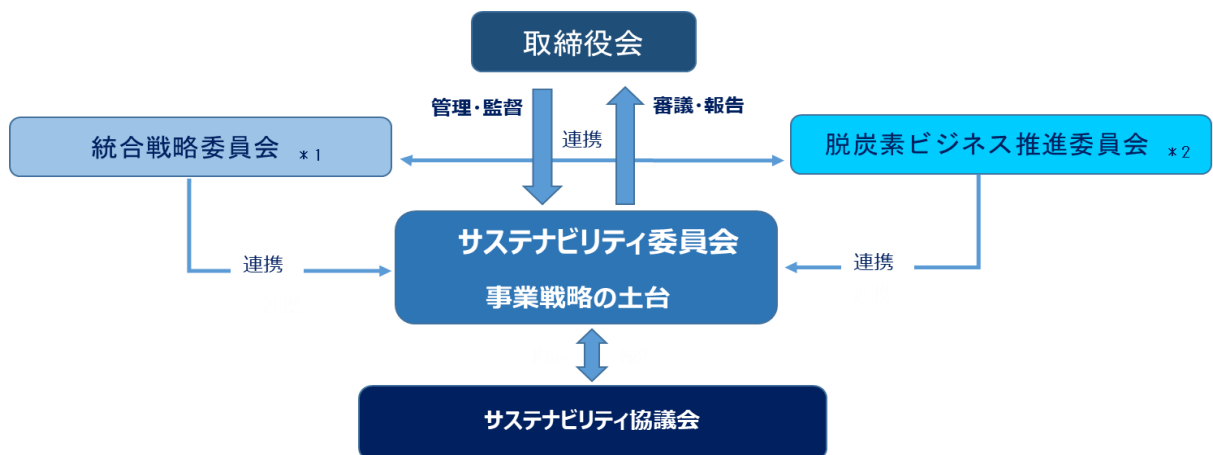 取締役会
管理・監督
審議・報告
連携
統合戦略委員会 *1
脱炭素ビジネス推進委員会 *2
サステナビリティ委員会
事業戦略の土台
連携
連携
サステナビリティ協議会